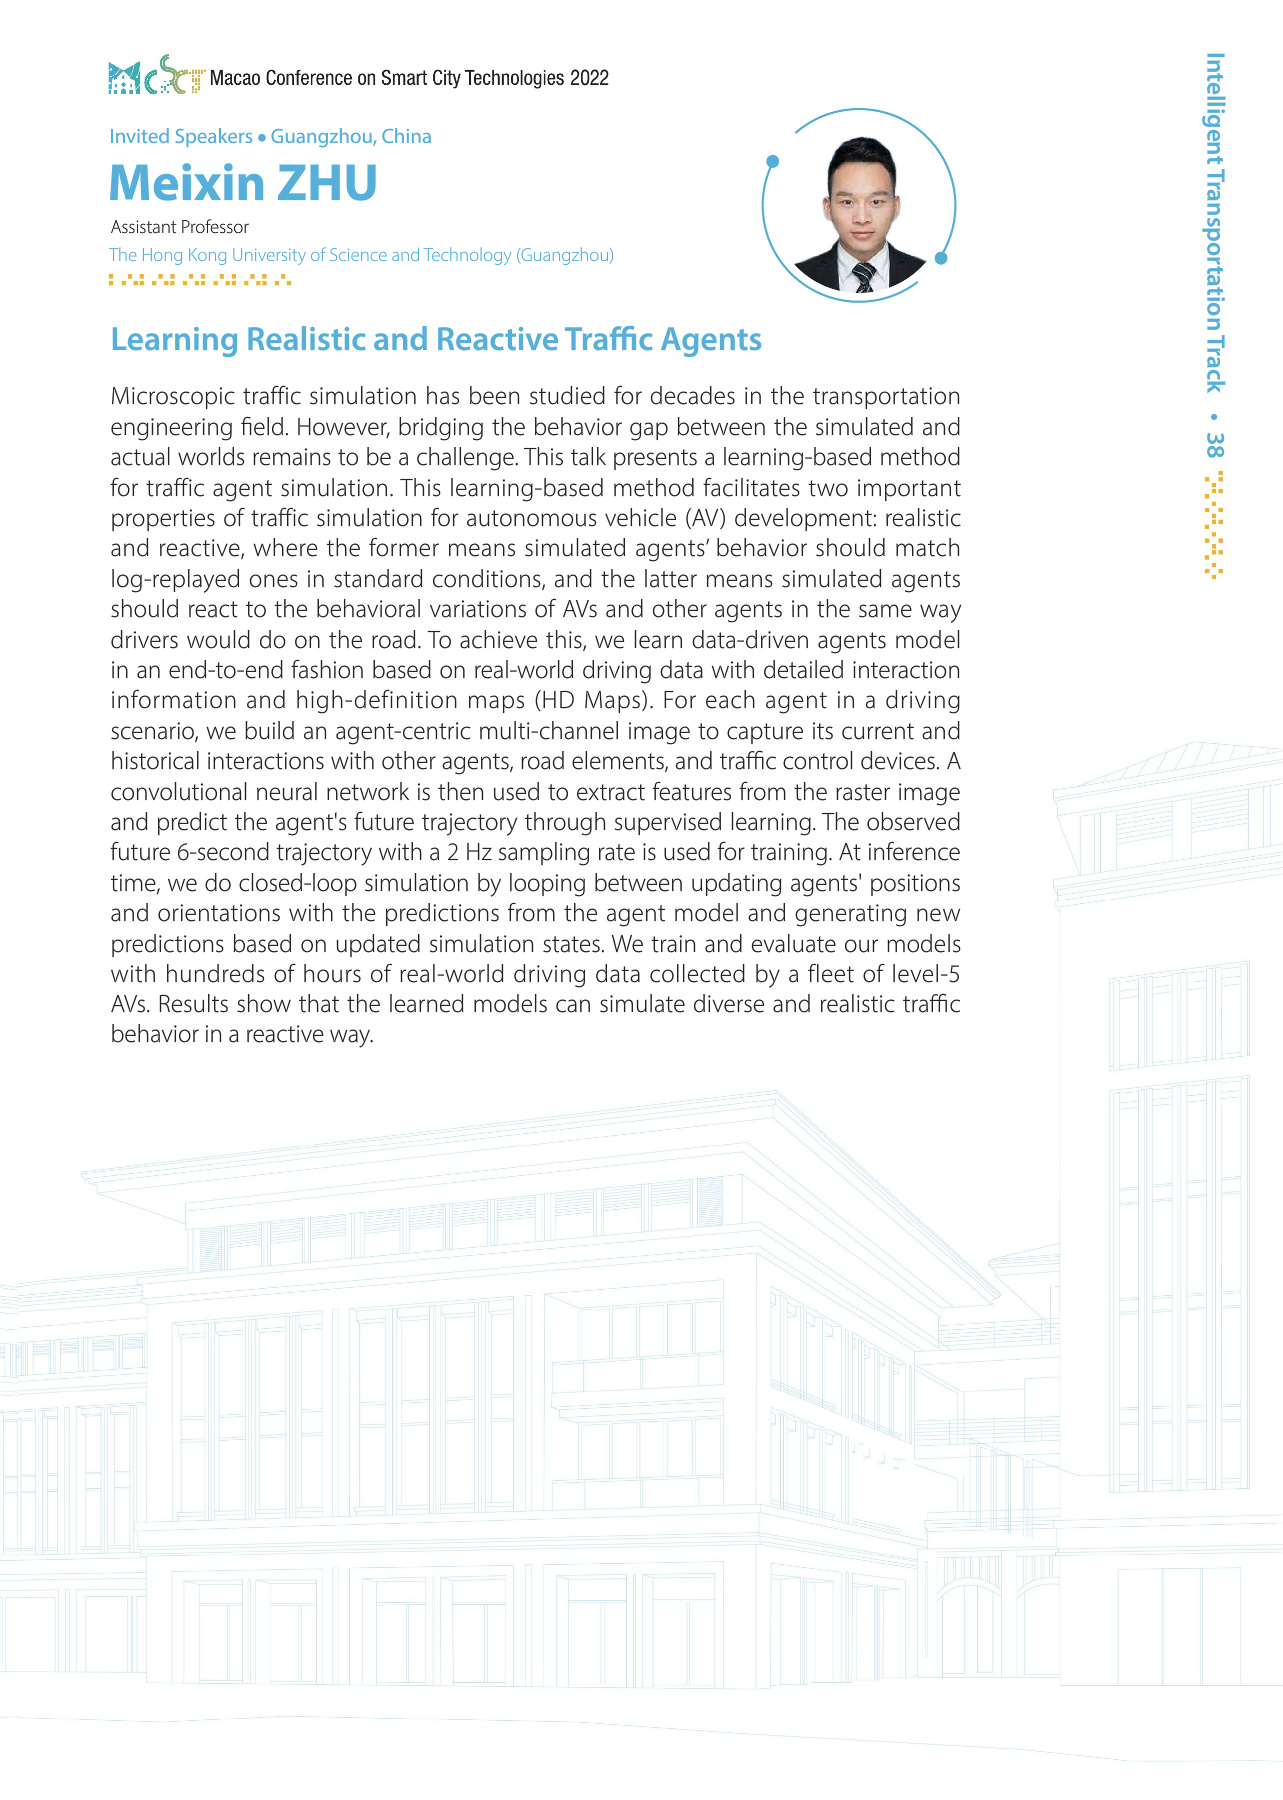 MCSCT Macao Conference on Smart City Technologies 2022
Invited Speakers • Guangzhou, China
Meixin ZHU
Assistant Professor
The Hong Kong University of Science and Technology (Guangzhou)
Learning Realistic and Reactive Traffic Agents
Microscopic traffic simulation has been studied for decades in the transportation
engineering field. However, bridging the behavior gap between the simulated and
actual worlds remains to be a challenge. This talk presents a learning-based method
for traffic agent simulation. This learning-based method facilitates two important
properties of traffic simulation for autonomous vehicle (AV) development: realistic
and reactive, where the former means simulated agents’ behavior should match
log-replayed ones in standard conditions, and the latter means simulated agents
should react to the behavioral variations of AVs and other agents in the same way
drivers would do on the road. To achieve this, we learn data-driven agents model
in an end-to-end fashion based on real-world driving data with detailed interaction
information and high-definition maps (HD Maps). For each agent in a driving
scenario, we build an agent-centric multi-channel image to capture its current and
historical interactions with other agents, road elements, and traffic control devices. A
convolutional neural network is then used to extract features from the raster image
and predict the agent's future trajectory through supervised learning. The observed
future 6-second trajectory with a 2 Hz sampling rate is used for training. At inference
time, we do closed-loop simulation by looping between updating agents' positions
and orientations with the predictions from the agent model and generating new
predictions based on updated simulation states. We train and evaluate our models
with hundreds of hours of real-world driving data collected by a fleet of level-5
AVs. Results show that the learned models can simulate diverse and realistic traffic
behavior in a reactive way.
Intelligent Transportation Track • 38